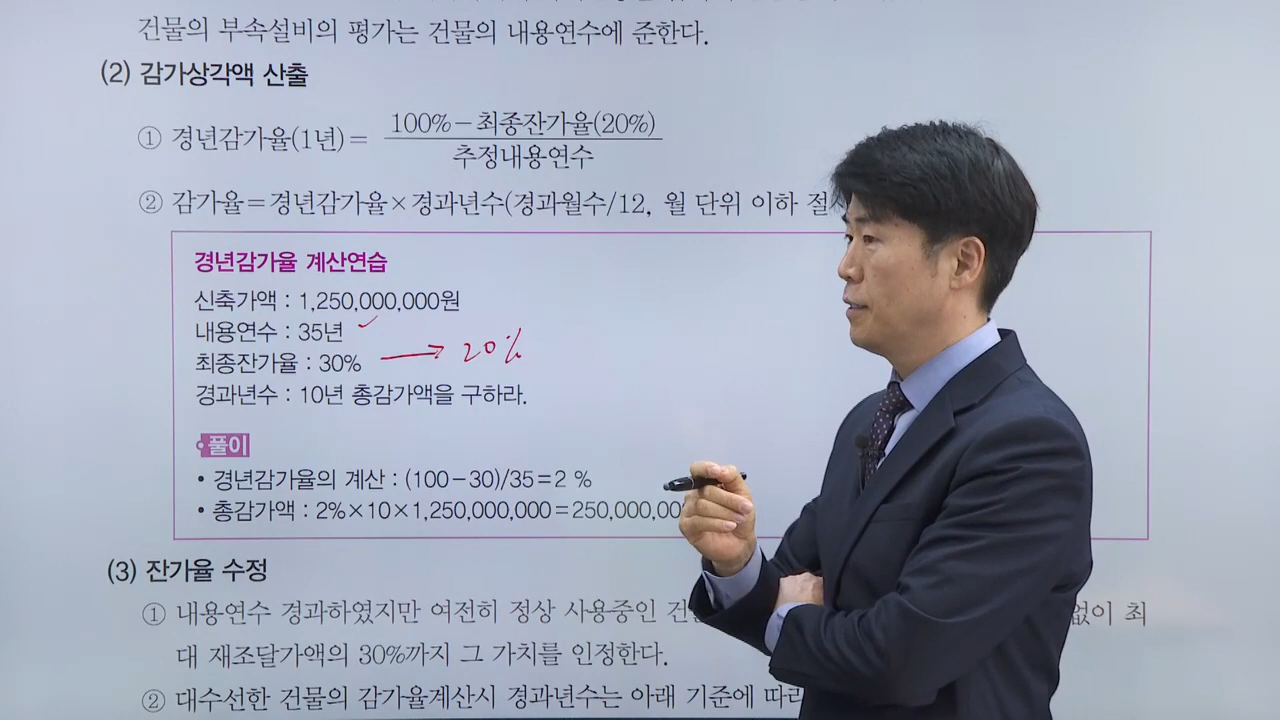 건물의 부속설비의 평가는 건물의 내용연수에 준한다.
(2) 감가상각액 산출
① 경년감가율(1년)= 100%-최종잔가율(20%)
추정내용연수
② 감가율=경년감가율×경과년수(경과월수/12, 월 단위 이하 절
경년감가율 계산연습
신축가액 : 1,250,000,000원
내용연수 : 35년
최종잔가율 : 30% → 20%
경과년수 : 10년 총감가액을 구하라.
풀이
• 경년감가율의 계산 : (100-30)/35=2 %
• 총감가액 : 2%×10×1,250,000,000=250,000,00
(3) 잔가율 수정
① 내용연수 경과하였지만 여전히 정상 사용중인 없이 최
대 재조달가액의 30%까지 그 가치를 인정한다.
② 대수선한 건물의 감가율계산시 경과년수는 아래 기준에 따라